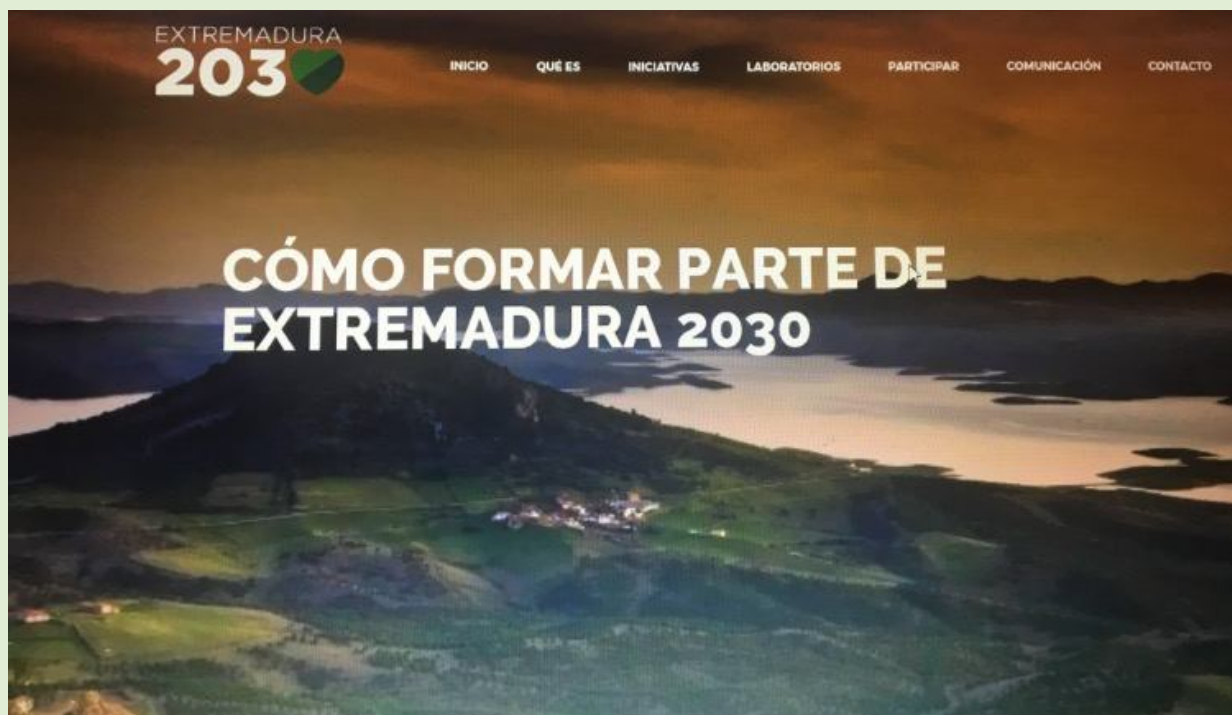 EXTREMADURA
203
INICIO QUÉ ES INICIATIVAS LABORATORIOS PARTICIPAR COMUNICACIÓN CONTACTO
CÓMO FORMAR PARTE DE
EXTREMADURA 2030